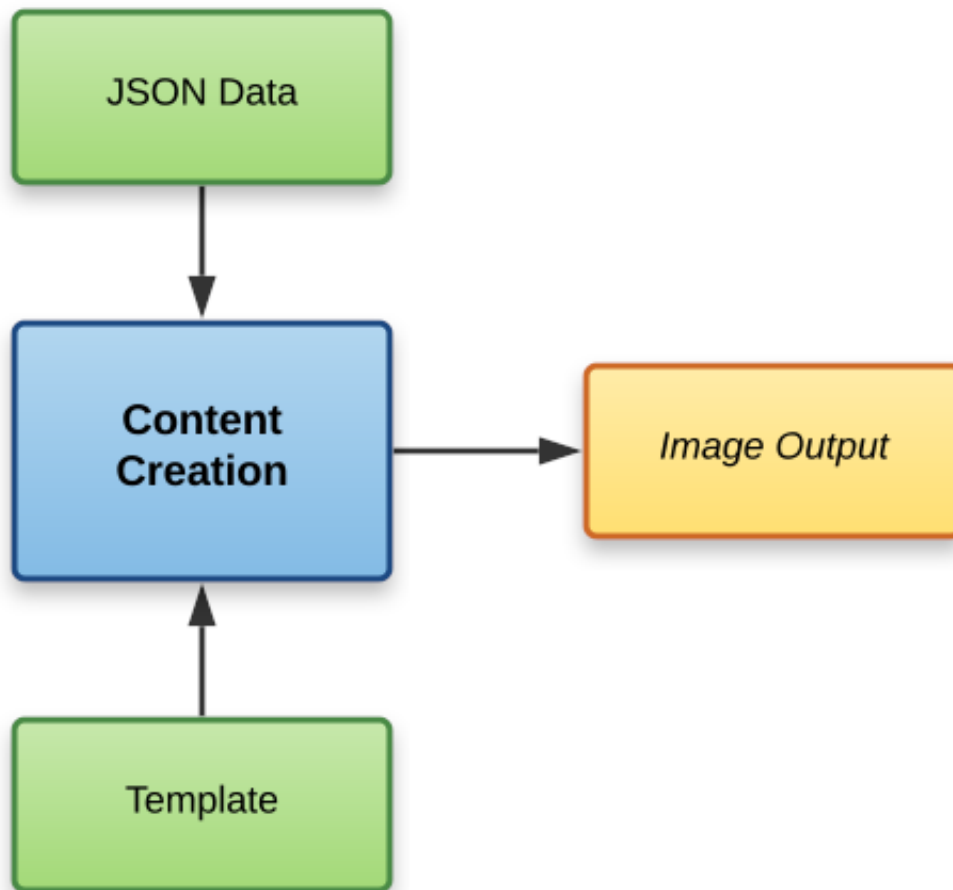 JSON Data
Content
Creation
Image Output
Template